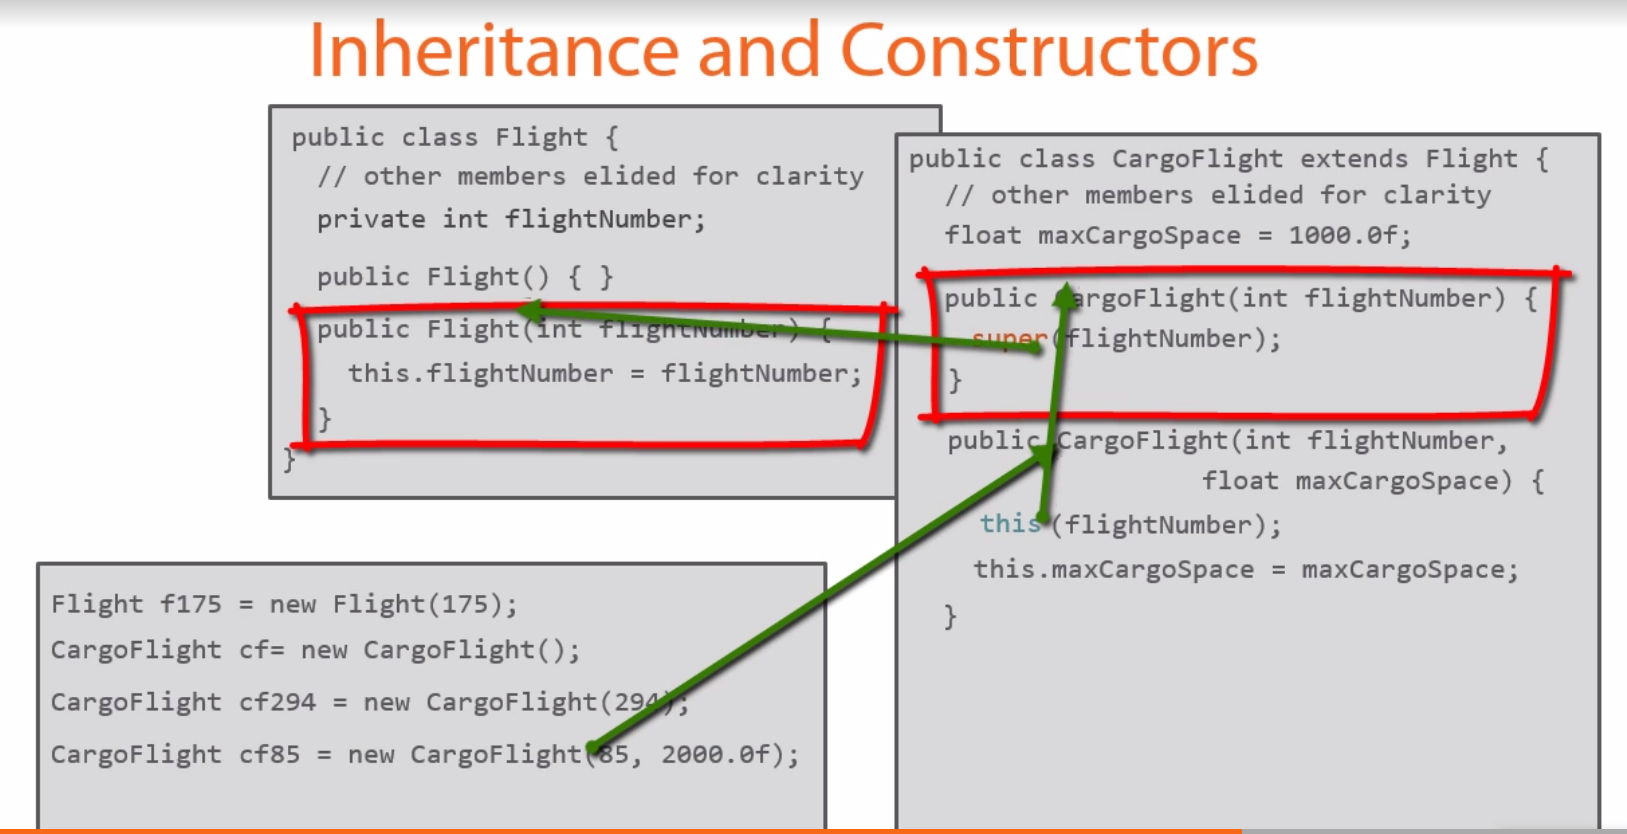 Inheritance and Constructors
public class Flight {
// other members elided for clarity
private int flightNumber;
public Flight() { }
public Flight(int flightNumber) {
this.flightNumber = flightNumber;
}
}
public class CargoFlight extends Flight {
// other members elided for clarity
float maxCargoSpace = 1000.0f;
public CargoFlight(int flightNumber) {
super(flightNumber);
}
public CargoFlight(int flightNumber,
float maxCargoSpace) {
this(flightNumber);
this.maxCargoSpace = maxCargoSpace;
}
Flight f175 = new Flight(175);
CargoFlight cf= new CargoFlight();
CargoFlight cf294 = new CargoFlight(294);
CargoFlight cf85 = new CargoFlight(85, 2000.0f);